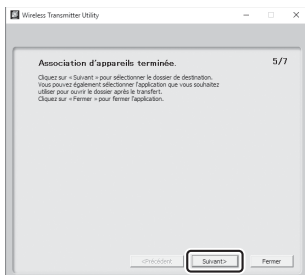 Wireless Transmitter Utility
Association d'appareils terminée.
5/7
Cliquez sur « Suivant » pour sélectionner le dossier de destination.
Vous pouvez également sélectionner l'application que vous souhaitez
utiliser pour ouvrir le dossier après le transfert.
Cliquez sur « Fermer » pour fermer l'application.
<Précédent
Suivant>
Fermer